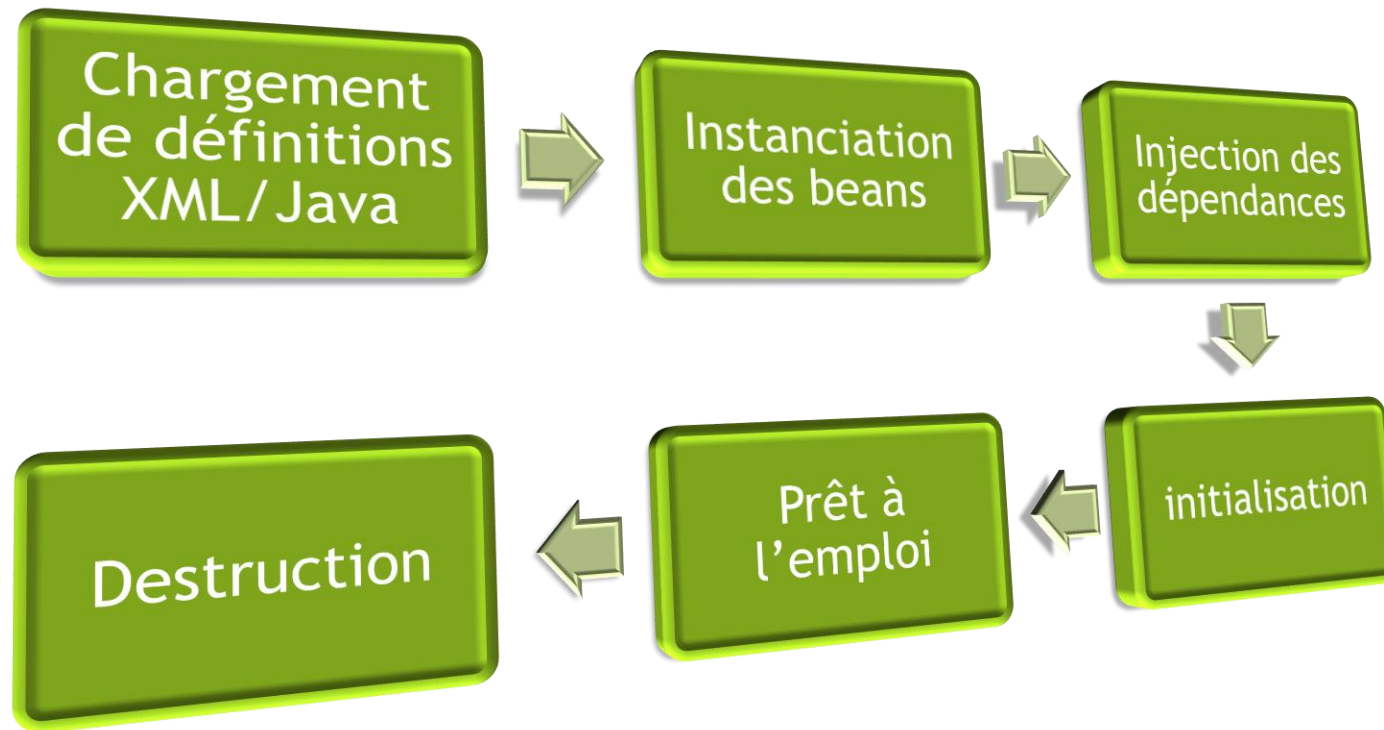 Chargement
de définitions
XML/Java
Instanciation
des beans
Injection des
dépendances
initialisation
Prêt à
l’emploi
Destruction